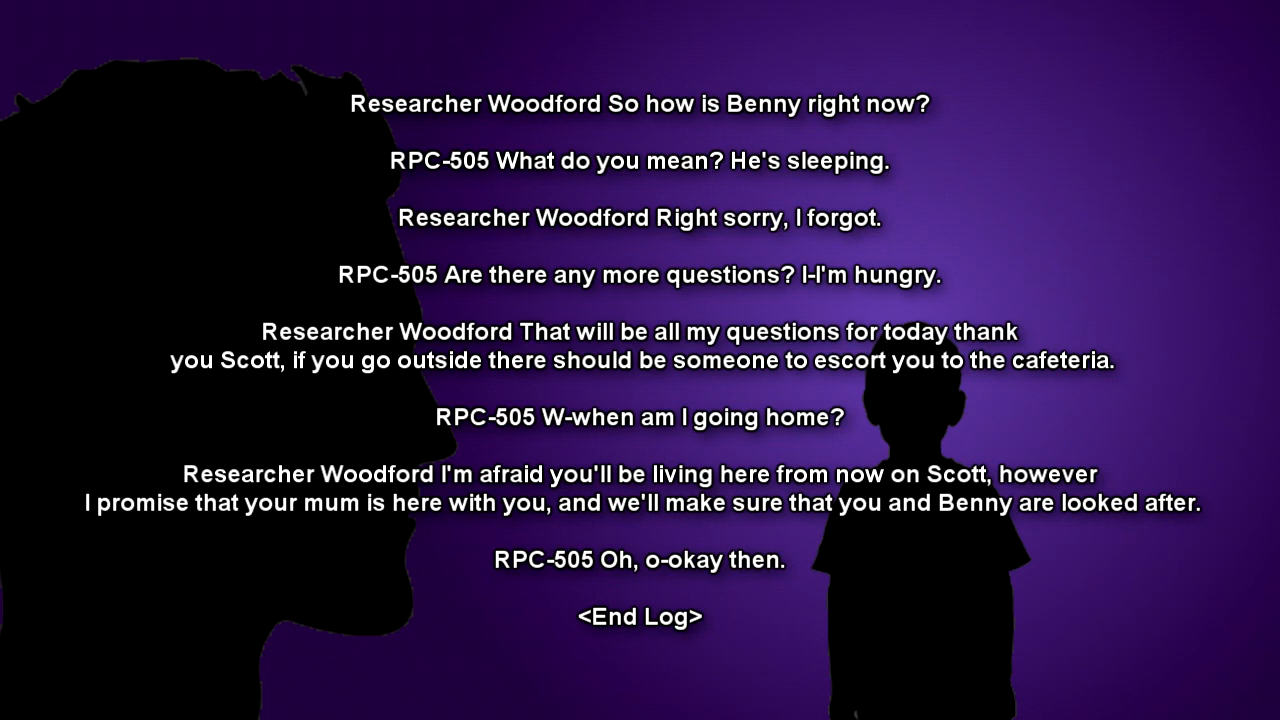 Researcher Woodford So how is Benny right now?
RPC-505 What do you mean? He's sleeping.
Researcher Woodford Right sorry, I forgot.
RPC-505 Are there any more questions? I-I'm hungry.
Researcher Woodford That will be all my questions for today thank
you Scott, if you go outside there should be someone to escort you to the cafeteria.
RPC-505 W-when am I going home?
Researcher Woodford I'm afraid you'll be living here from now on Scott, however
I promise that your mum is here with you, and we'll make sure that you and Benny are looked after.
RPC-505 Oh, o-okay then.
<End Log>